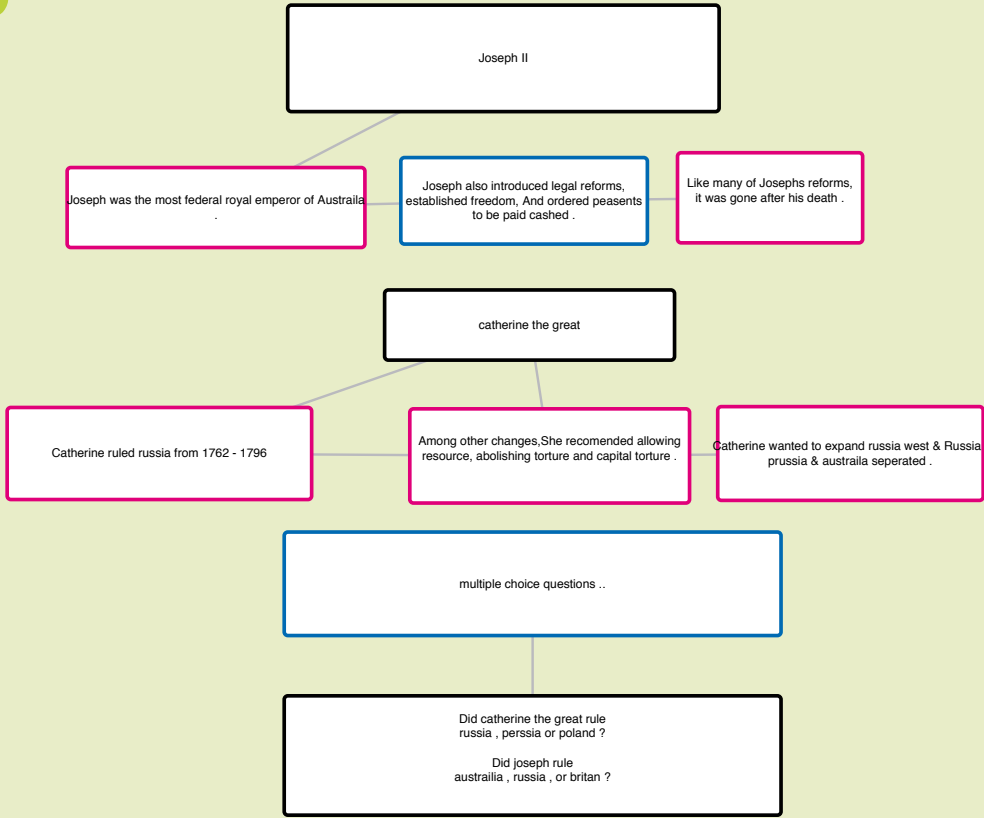 Joseph II
Joseph was the most federal royal emperor of Austraila
.
Joseph also introduced legal reforms,
established freedom, And ordered peasents
to be paid cashed .
Like many of Josephs reforms,
it was gone after his death .
catherine the great
Catherine ruled russia from 1762 - 1796
Among other changes,She recomended allowing
resource, abolishing torture and capital torture .
Catherine wanted to expand russia west & Russia
prussia & austraila seperated .
multiple choice questions ..
Did catherine the great rule
russia , perssia or poland ?
Did joseph rule
austrailia , russia , or britan ?